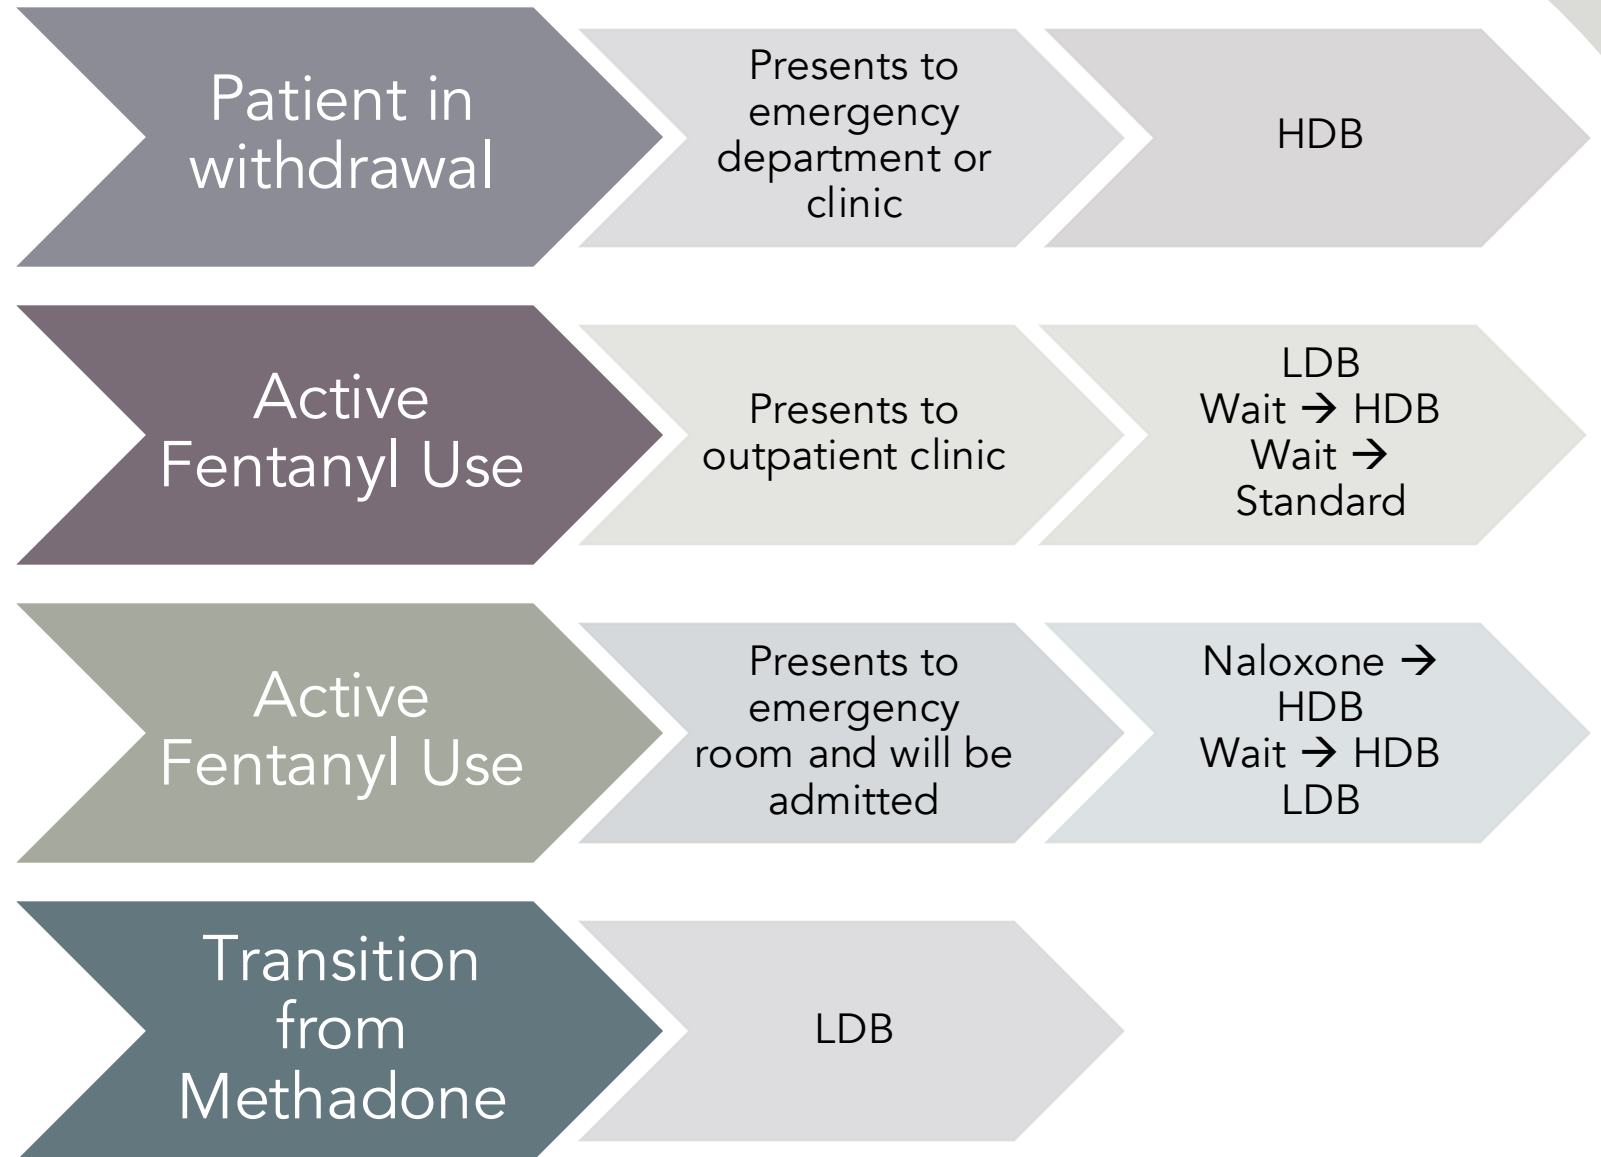 Patient in
withdrawal
Presents to
emergency
department or
clinic
HDB
Active
Fentanyl Use
Presents to
outpatient clinic
LDB
Wait → HDB
Wait →
Standard
Active
Fentanyl Use
Presents to
emergency
room and will be
admitted
Naloxone →
HDB
Wait → HDB
LDB
Transition
from
Methadone
LDB